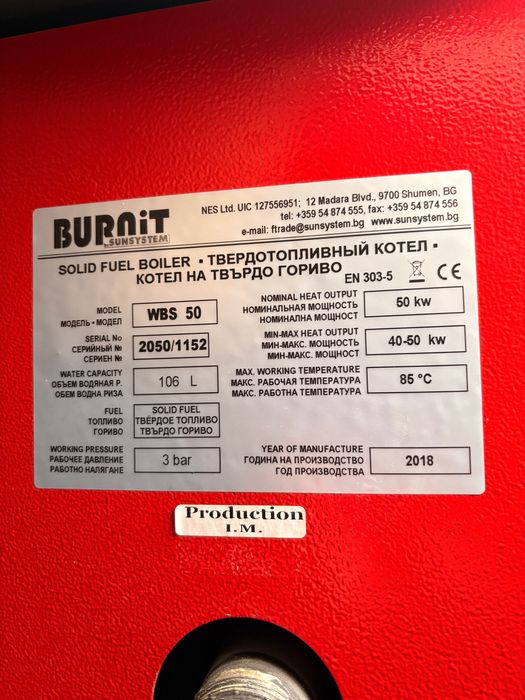 BURNiT
by SUNSYSTEM
NES Ltd. UIC 127556951; 12 Madara Blvd., 9700 Shumen, BG
tel: +359 54 874 555, fax: +359 54 874 556
e-mail: ftrade@sunsystem.bg www.sunsystem.bg
SOLID FUEL BOILER • ТВЕРДОТОПЛИВНЫЙ КОТЕЛ •
КОТЕЛ НА ТВЪРДО ГОРИВО
EN 303-5 CE
MODEL
МОДЕЛЬ • МОДЕЛ
WBS 50
SERIAL No
СЕРИЙНЫЙ №
СЕРИЕН №
2050/1152
WATER CAPACITY
ОБЪЕМ ВОДЯНАЯ Р.
ОБЕМ ВОДНА РИЗА
106 L
FUEL
ТОПЛИВО
ГОРИВО
SOLID FUEL
ТВЁРДОЕ ТОПЛИВО
ТВЪРДО ГОРИВО
WORKING PRESSURE
РАБОЧЕЕ ДАВЛЕНИЕ
РАБОТНО НАЛЯГАНЕ
3 bar
NOMINAL HEAT OUTPUT
НОМИНАЛЬНАЯ МОЩНОСТЬ
НОМИНАЛНА МОЩНОСТ
50 kw
MIN-MAX HEAT OUTPUT
МИН-МАКС. МОЩНОСТЬ
МИН-МАКС. МОЩНОСТ
40-50 kw
MAX. WORKING TEMPERATURE
МАКС. РАБОЧАЯ ТЕМПЕРАТУРА
МАКС. РАБОТНА ТЕМПЕРАТУРА
85 °C
YEAR OF MANUFACTURE
ГОДИНА НА ПРОИЗВОДСТВО
ГОД ПРОИЗВОДСТВА
2018
Production
I.M.